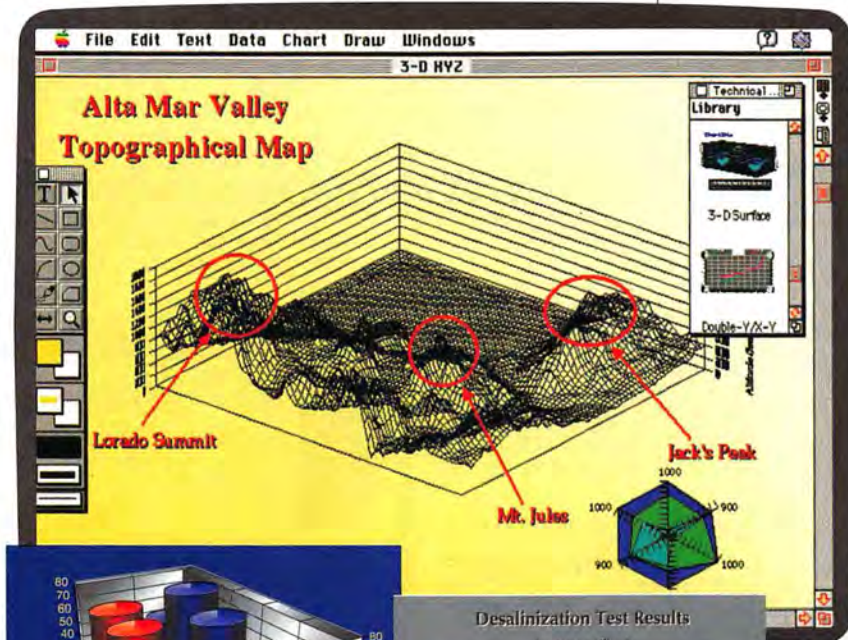 File Edit Text Data Chart Draw Windows
3-D XYZ
Alta Mar Valley
Topographical Map
Technical ...
Library
3-D Surface
Double-Y/X-Y
T
Lorado Summit
Mt. Jules
Jack's Peak
1000
1000
900
900
1000
80
70
60
50
40
80
Desalinization Test Results